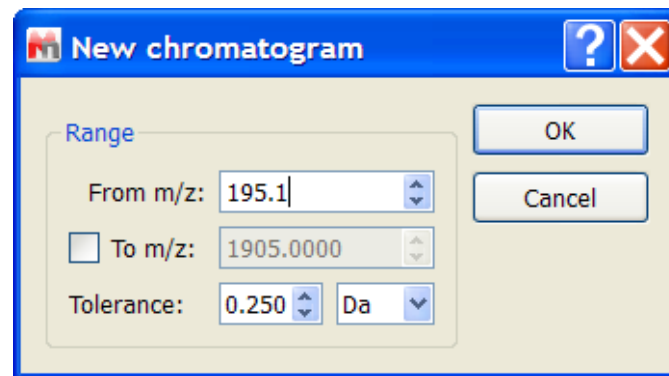 New chromatogram
Range
From m/z: 195.1
To m/z: 1905.0000
Tolerance: 0.250 Da
OK
Cancel